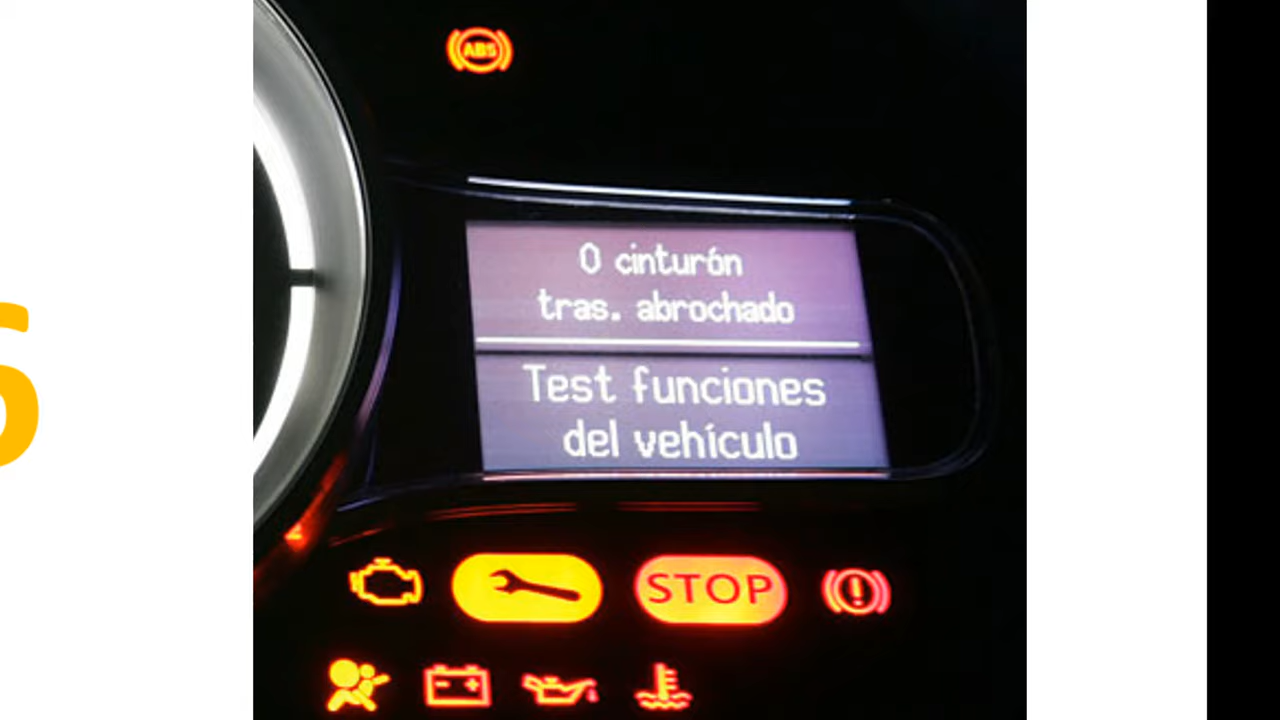 ABS
0 cinturón
tras. abrochado
Test funciones
del vehículo
STOP